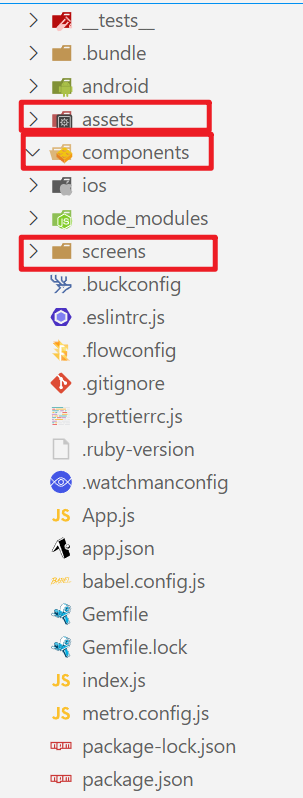 __tests__
.bundle
android
assets
components
ios
node_modules
screens
.buckconfig
.eslintrc.js
.flowconfig
.gitignore
.prettierrc.js
.ruby-version
.watchmanconfig
JS App.js
app.json
babel.config.js
Gemfile
Gemfile.lock
JS index.js
JS metro.config.js
package-lock.json
package.json